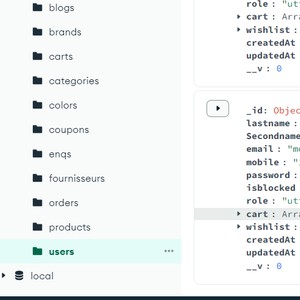 blogs
brands
carts
categories
colors
coupons
enqs
fournisseurs
orders
products
users
local
role : "ut
cart : Arra
wishlist :
createdAt
updatedAt
__v : 0
_id: Objec
lastname :
Secondname
email : "m
mobile : "
password :
isblocked
role : "ut
cart : Arra
wishlist :
createdAt
updatedAt
__v : 0